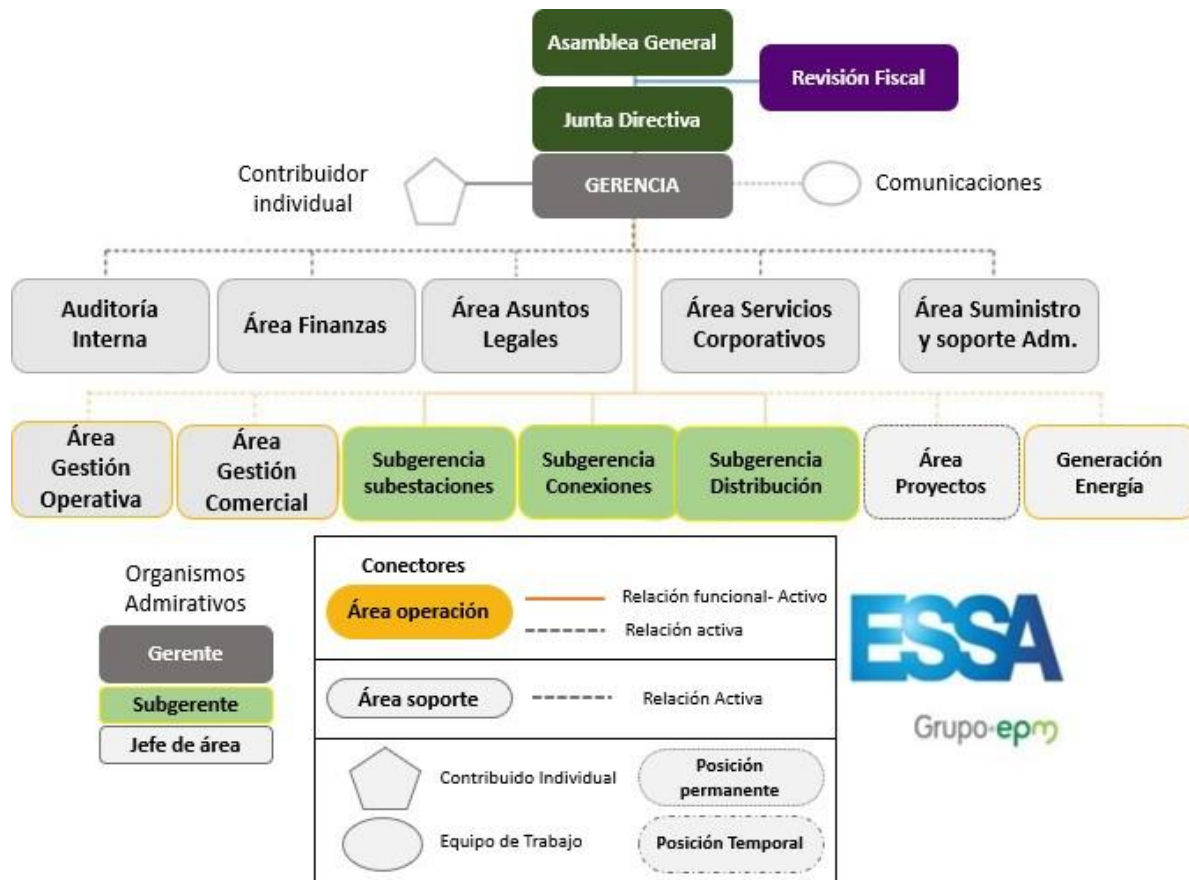 Asamblea General
Revisión Fiscal
Junta Directiva
Contribuidor
individual
GERENCIA
Comunicaciones
Auditoría
Interna
Área Finanzas
Área Asuntos
Legales
Área Servicios
Corporativos
Área Suministro
y soporte Adm.
Área
Gestión
Operativa
Área
Gestión
Comercial
Subgerencia
subestaciones
Subgerencia
Conexiones
Subgerencia
Distribución
Área
Proyectos
Generación
Energía
Organismos
Admirativos
Gerente
Subgerente
Jefe de área
Conectores
Área operación
Relación funcional- Activo
Relación activa
Área soporte
Relación Activa
Contribuido Individual
Posición
permanente
Equipo de Trabajo
Posición Temporal
ESSA
Grupo·epm